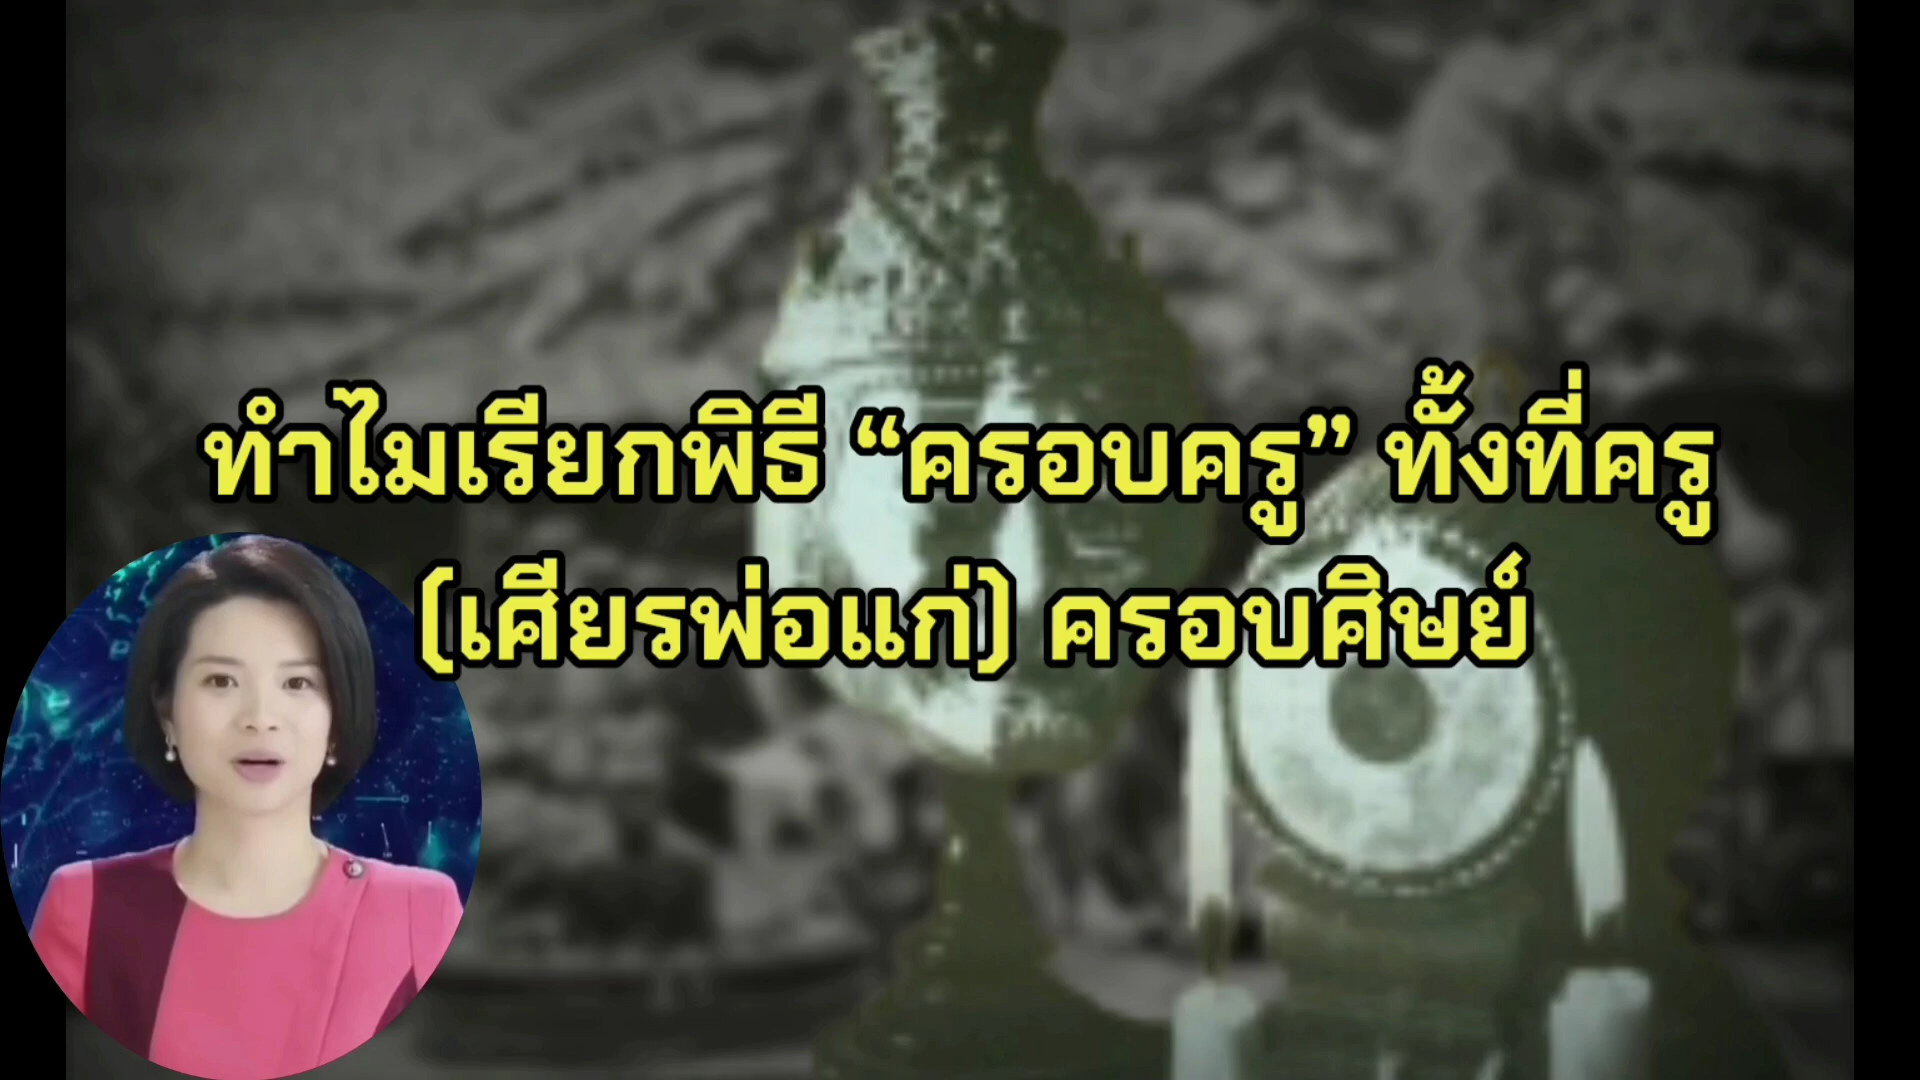 ทำไมเรียกพิธี “ครอบครู” ทั้งที่ครู
(เศียรพ่อแก่) ครอบศิษย์